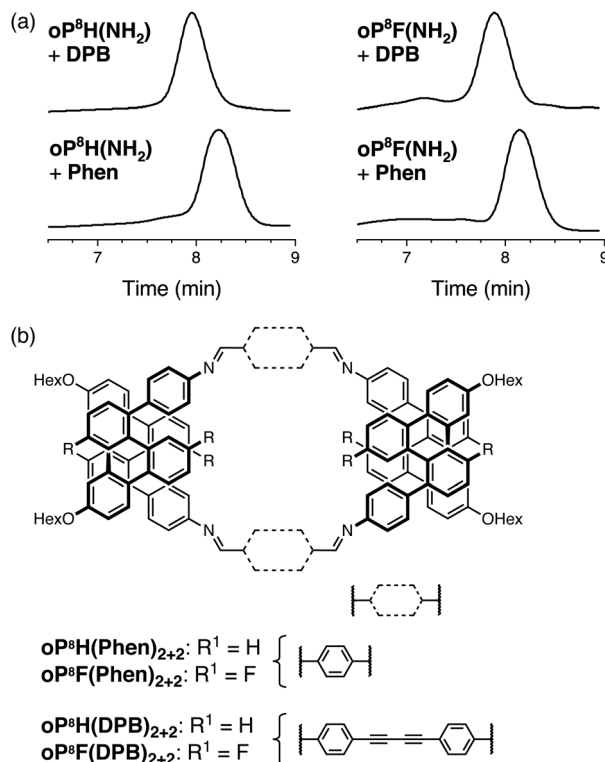 (a)
oP⁸H(NH₂)
+ DPB
oP⁸F(NH₂)
+ DPB
oP⁸H(NH₂)
+ Phen
oP⁸F(NH₂)
+ Phen
7 8 9
7 8 9
Time (min)
Time (min)
(b)
N N
HexO OHex
R R R R
R R
HexO OHex
N N
oP⁸H(Phen)₂₊₂: R¹ = H
oP⁸F(Phen)₂₊₂: R¹ = F
oP⁸H(DPB)₂₊₂: R¹ = H
oP⁸F(DPB)₂₊₂: R¹ = F